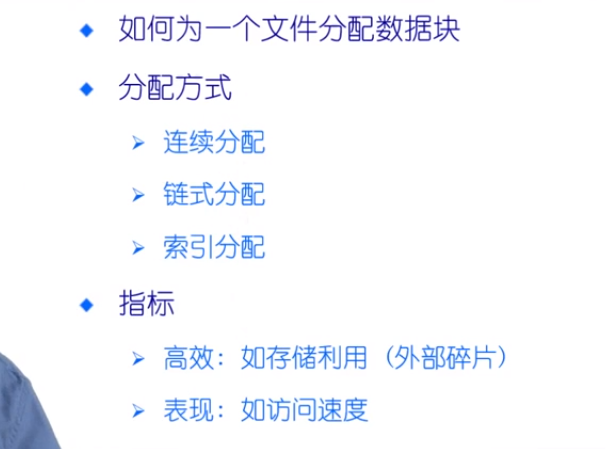 如何为一个文件分配数据块
分配方式
连续分配
链式分配
索引分配
指标
高效：如存储利用（外部碎片）
表现：如访问速度